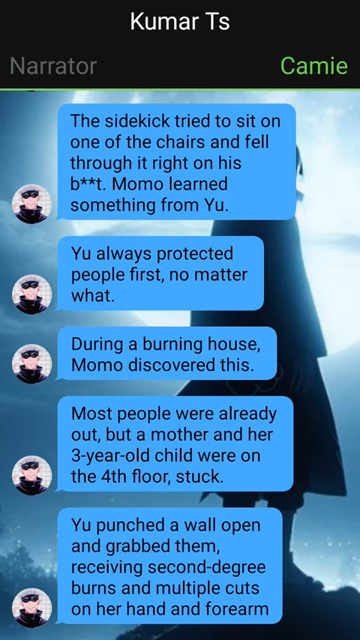 Kumar Ts
Narrator
Camie
The sidekick tried to sit on
one of the chairs and fell
through it right on his
b**t. Momo learned
something from Yu.
Yu always protected
people first, no matter
what.
During a burning house,
Momo discovered this.
Most people were already
out, but a mother and her
3-year-old child were on
the 4th floor, stuck.
Yu punched a wall open
and grabbed them,
receiving second-degree
burns and multiple cuts
on her hand and forearm